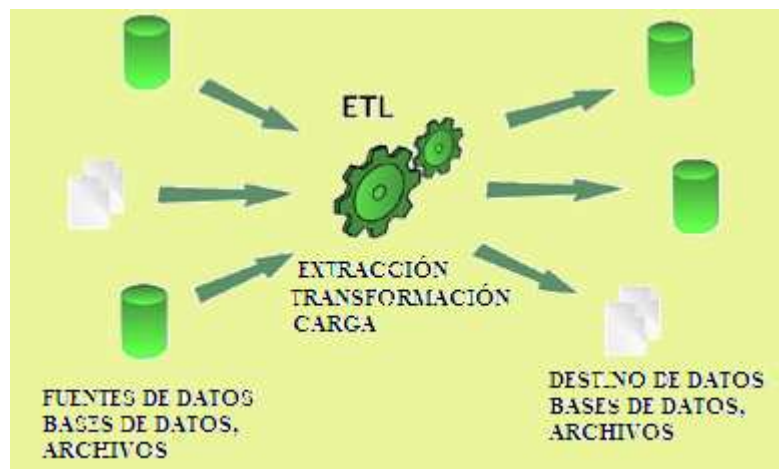 ETL
EXTRACCIÓN
TRANSFORMACIÓN
CARGA
FUENTES DE DATOS
BASES DE DATOS,
ARCHIVOS
DESTINO DE DATOS
BASES DE DATOS,
ARCHIVOS